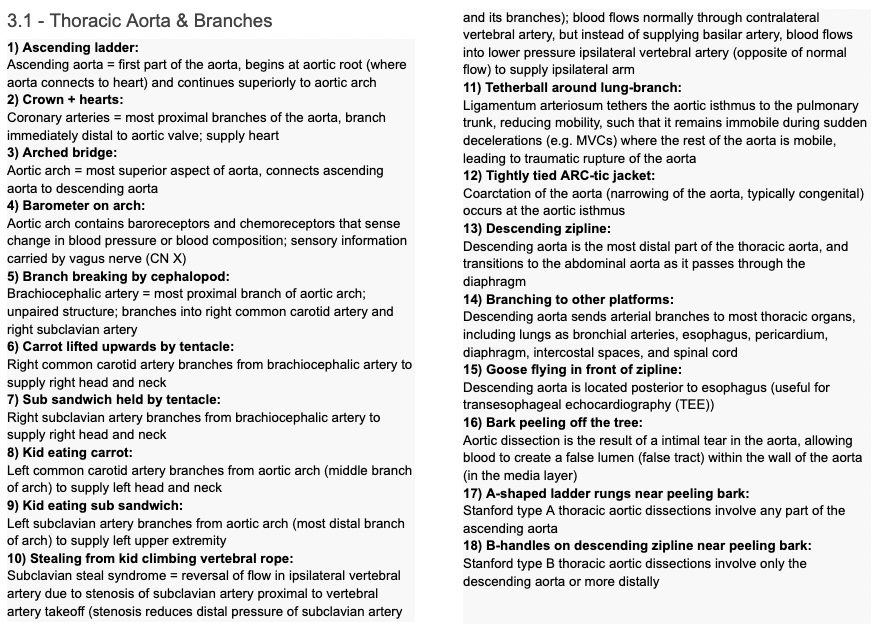 3.1 - Thoracic Aorta & Branches
1) Ascending ladder:
Ascending aorta = first part of the aorta, begins at aortic root (where
aorta connects to heart) and continues superiorly to aortic arch
2) Crown + hearts:
Coronary arteries = most proximal branches of the aorta, branch
immediately distal to aortic valve; supply heart
3) Arched bridge:
Aortic arch = most superior aspect of aorta, connects ascending
aorta to descending aorta
4) Barometer on arch:
Aortic arch contains baroreceptors and chemoreceptors that sense
change in blood pressure or blood composition; sensory information
carried by vagus nerve (CN X)
5) Branch breaking by cephalopod:
Brachiocephalic artery = most proximal branch of aortic arch;
unpaired structure; branches into right common carotid artery and
right subclavian artery
6) Carrot lifted upwards by tentacle:
Right common carotid artery branches from brachiocephalic artery to
supply right head and neck
7) Sub sandwich held by tentacle:
Right subclavian artery branches from brachiocephalic artery to
supply right head and neck
8) Kid eating carrot:
Left common carotid artery branches from aortic arch (middle branch
of arch) to supply left head and neck
9) Kid eating sub sandwich:
Left subclavian artery branches from aortic arch (most distal branch
of arch) to supply left upper extremity
10) Stealing from kid climbing vertebral rope:
Subclavian steal syndrome = reversal of flow in ipsilateral vertebral
artery due to stenosis of subclavian artery proximal to vertebral
artery takeoff (stenosis reduces distal pressure of subclavian artery
and its branches); blood flows normally through contralateral
vertebral artery, but instead of supplying basilar artery, blood flows
into lower pressure ipsilateral vertebral artery (opposite of normal
flow) to supply ipsilateral arm
11) Tetherball around lung-branch:
Ligamentum arteriosum tethers the aortic isthmus to the pulmonary
trunk, reducing mobility, such that it remains immobile during sudden
decelerations (e.g. MVCs) where the rest of the aorta is mobile,
leading to traumatic rupture of the aorta
12) Tightly tied ARC-tic jacket:
Coarctation of the aorta (narrowing of the aorta, typically congenital)
occurs at the aortic isthmus
13) Descending zipline:
Descending aorta is the most distal part of the thoracic aorta, and
transitions to the abdominal aorta as it passes through the
diaphragm
14) Branching to other platforms:
Descending aorta sends arterial branches to most thoracic organs,
including lungs as bronchial arteries, esophagus, pericardium,
diaphragm, intercostal spaces, and spinal cord
15) Goose flying in front of zipline:
Descending aorta is located posterior to esophagus (useful for
transesophageal echocardiography (TEE))
16) Bark peeling off the tree:
Aortic dissection is the result of a intimal tear in the aorta, allowing
blood to create a false lumen (false tract) within the wall of the aorta
(in the media layer)
17) A-shaped ladder rungs near peeling bark:
Stanford type A thoracic aortic dissections involve any part of the
ascending aorta
18) B-handles on descending zipline near peeling bark:
Stanford type B thoracic aortic dissections involve only the
descending aorta or more distally